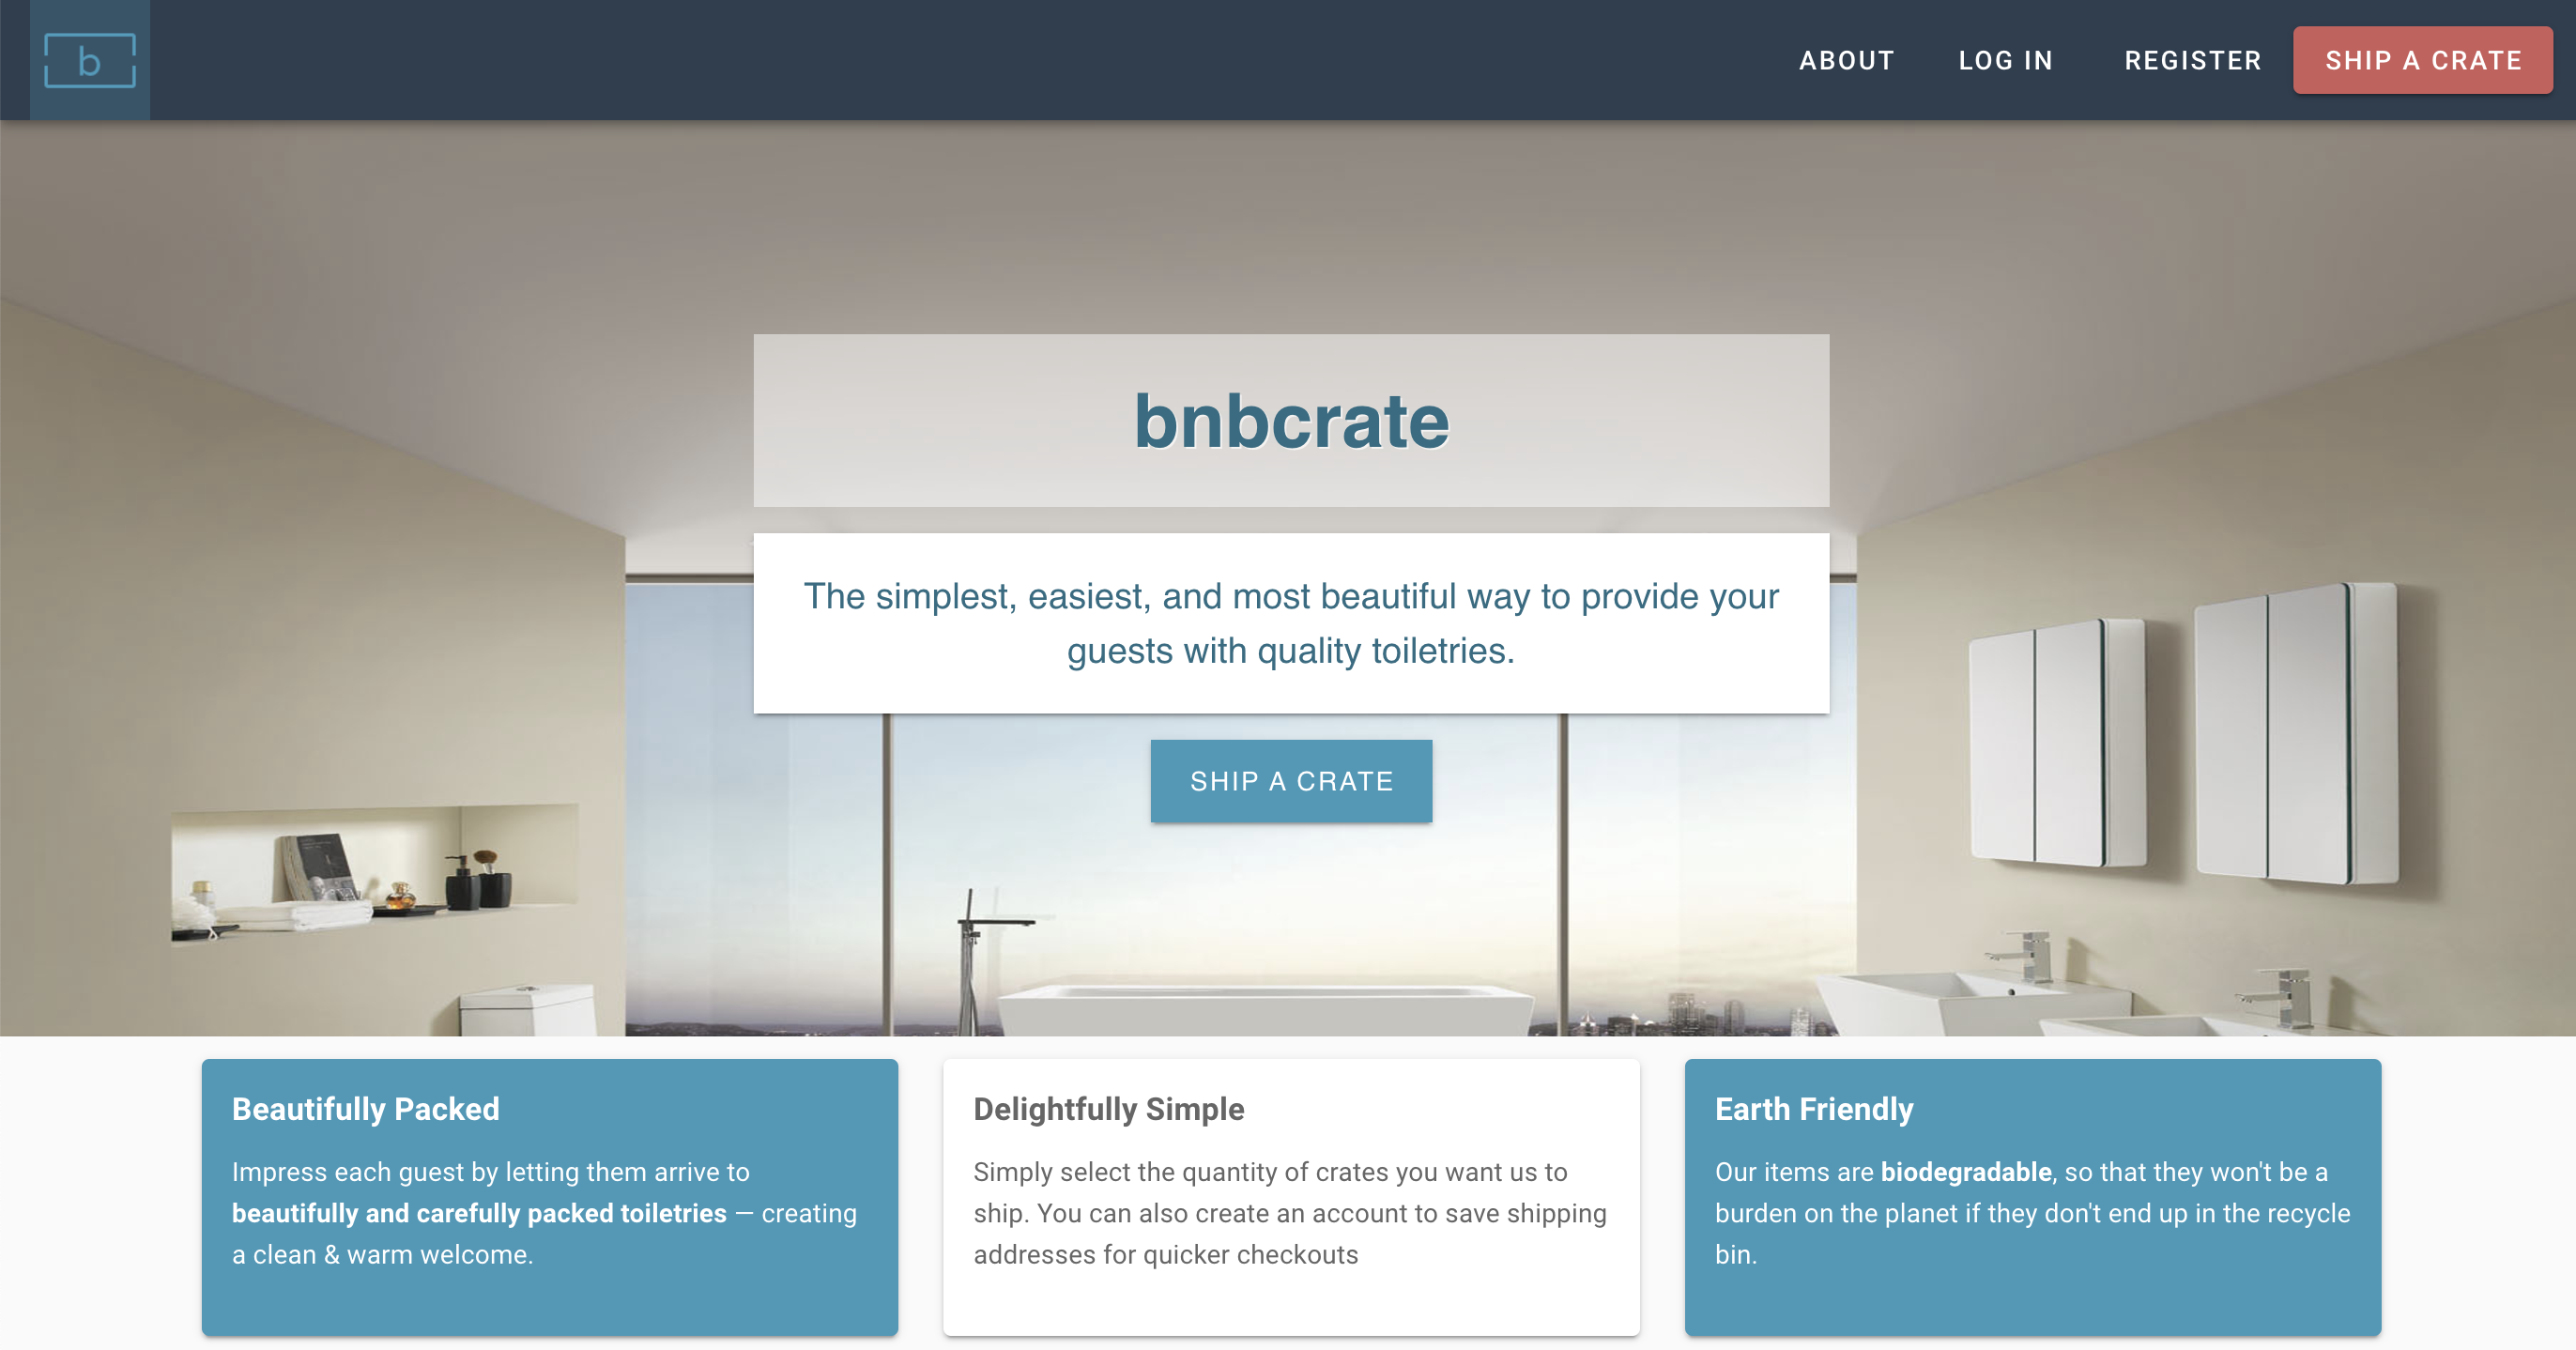 b
ABOUT
LOG IN
REGISTER
SHIP A CRATE
bnbcrate
The simplest, easiest, and most beautiful way to provide your
guests with quality toiletries.
SHIP A CRATE
Beautifully Packed
Impress each guest by letting them arrive to
beautifully and carefully packed toiletries — creating
a clean & warm welcome.
Delightfully Simple
Simply select the quantity of crates you want us to
ship. You can also create an account to save shipping
addresses for quicker checkouts
Earth Friendly
Our items are biodegradable, so that they won't be a
burden on the planet if they don't end up in the recycle
bin.